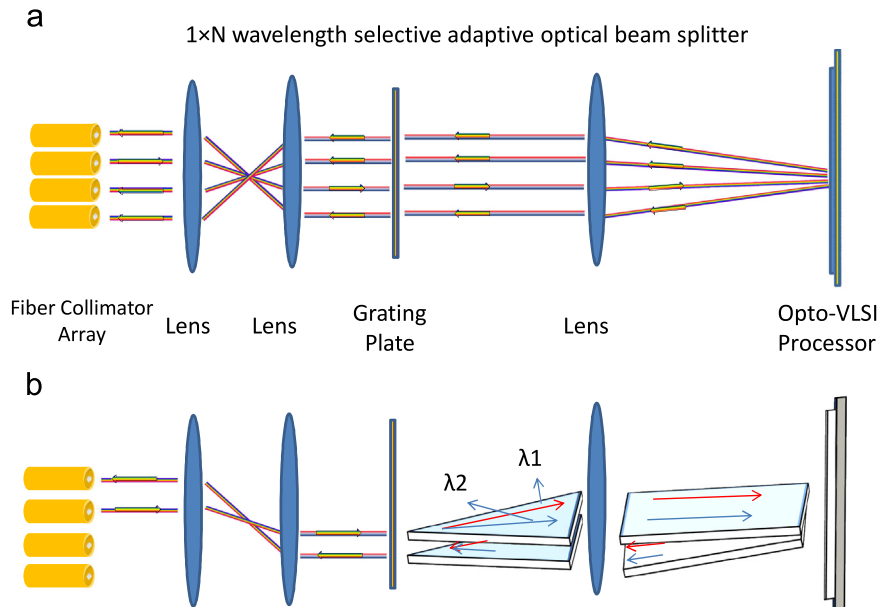 a
1×N wavelength selective adaptive optical beam splitter
Fiber Collimator
Array
Lens
Lens
Grating
Plate
Lens
Opto-VLSI
Processor
b
λ1
λ2